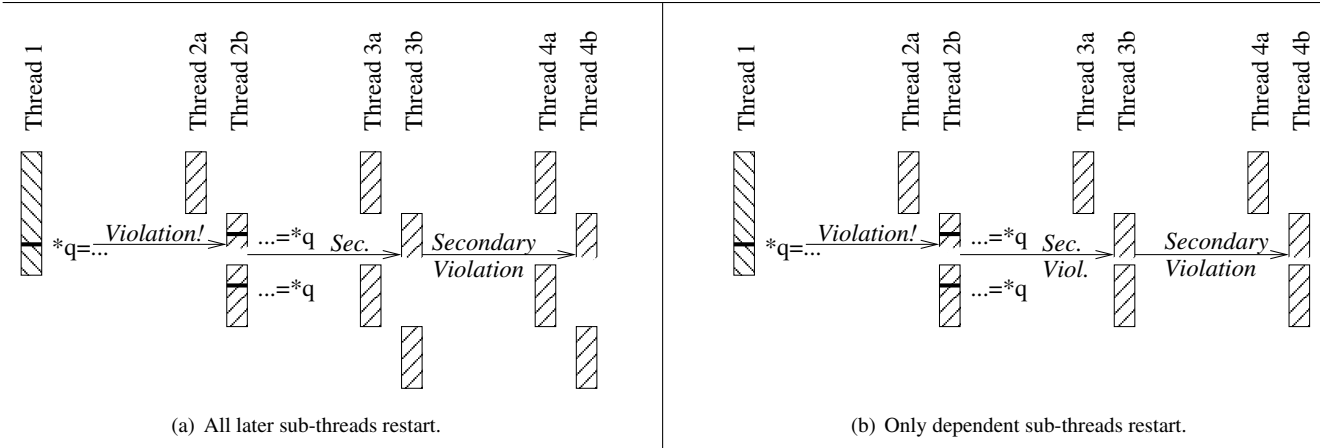 Thread 1
Thread 2a
Thread 2b
Thread 3a
Thread 3b
Thread 4a
Thread 4b
*q=...
Violation!
...=*q
Sec.
Secondary
Violation
...=*q
(a) All later sub-threads restart.
Thread 1
Thread 2a
Thread 2b
Thread 3a
Thread 3b
Thread 4a
Thread 4b
*q=...
Violation!
...=*q
Sec.
Viol.
Secondary
Violation
...=*q
(b) Only dependent sub-threads restart.